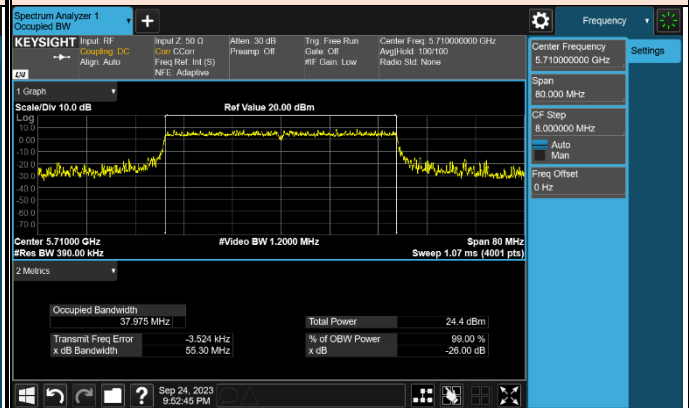 Spectrum Analyzer 1
Occupied BW
+
Frequency
KEYSIGHT
Input: RF
Coupling: DC
Align: Auto
Input Z: 50 Ω
Corr CCorr
Freq Ref: Int (S)
NFE: Adaptive
Atten: 30 dB
Preamp: Off
Trig: Free Run
Gate: Off
#IF Gain: Low
Center Freq: 5.710000000 GHz
Avg|Hold: 100/100
Radio Std: None
LXI
Center Frequency
5.710000000 GHz
Settings
Span
80.000 MHz
CF Step
8.000000 MHz
Auto
Man
Freq Offset
0 Hz
1 Graph
Scale/Div 10.0 dB
Ref Value 20.00 dBm
Log
10.0
0.00
-10.0
-20.0
-30.0
-40.0
-50.0
-60.0
-70.0
Center 5.71000 GHz
#Video BW 1.2000 MHz
Span 80 MHz
#Res BW 390.00 kHz
Sweep 1.07 ms (4001 pts)
2 Metrics
Occupied Bandwidth
37.975 MHz
Total Power
24.4 dBm
Transmit Freq Error
-3.524 kHz
% of OBW Power
99.00 %
x dB Bandwidth
55.30 MHz
x dB
-26.00 dB
?
Sep 24, 2023
9:52:45 PM